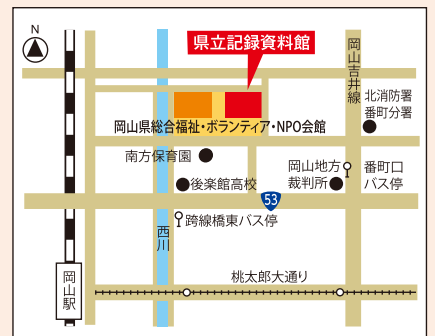 N
県立記録資料館
岡山吉井線
北消防署
番町分署
岡山県総合福祉・ボランティア・NPO会館
南方保育園
岡山地方
裁判所
番町口
バス停
後楽館高校
53
跨線橋東バス停
西川
岡山駅
桃太郎大通り